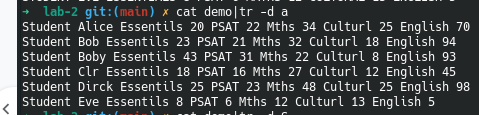 ➜ lab-2 git:(main) ✗ cat demo|tr -d a
Student Alice Essentils 20 PSAT 22 Mths 34 Culturl 25 English 70
Student Bob Essentils 23 PSAT 21 Mths 32 Culturl 18 English 94
Student Boby Essentils 43 PSAT 31 Mths 22 Culturl 8 English 93
Student Clr Essentils 18 PSAT 16 Mths 27 Culturl 12 English 45
Student Dirck Essentils 25 PSAT 23 Mths 48 Culturl 25 English 98
Student Eve Essentils 8 PSAT 6 Mths 12 Culturl 13 English 5